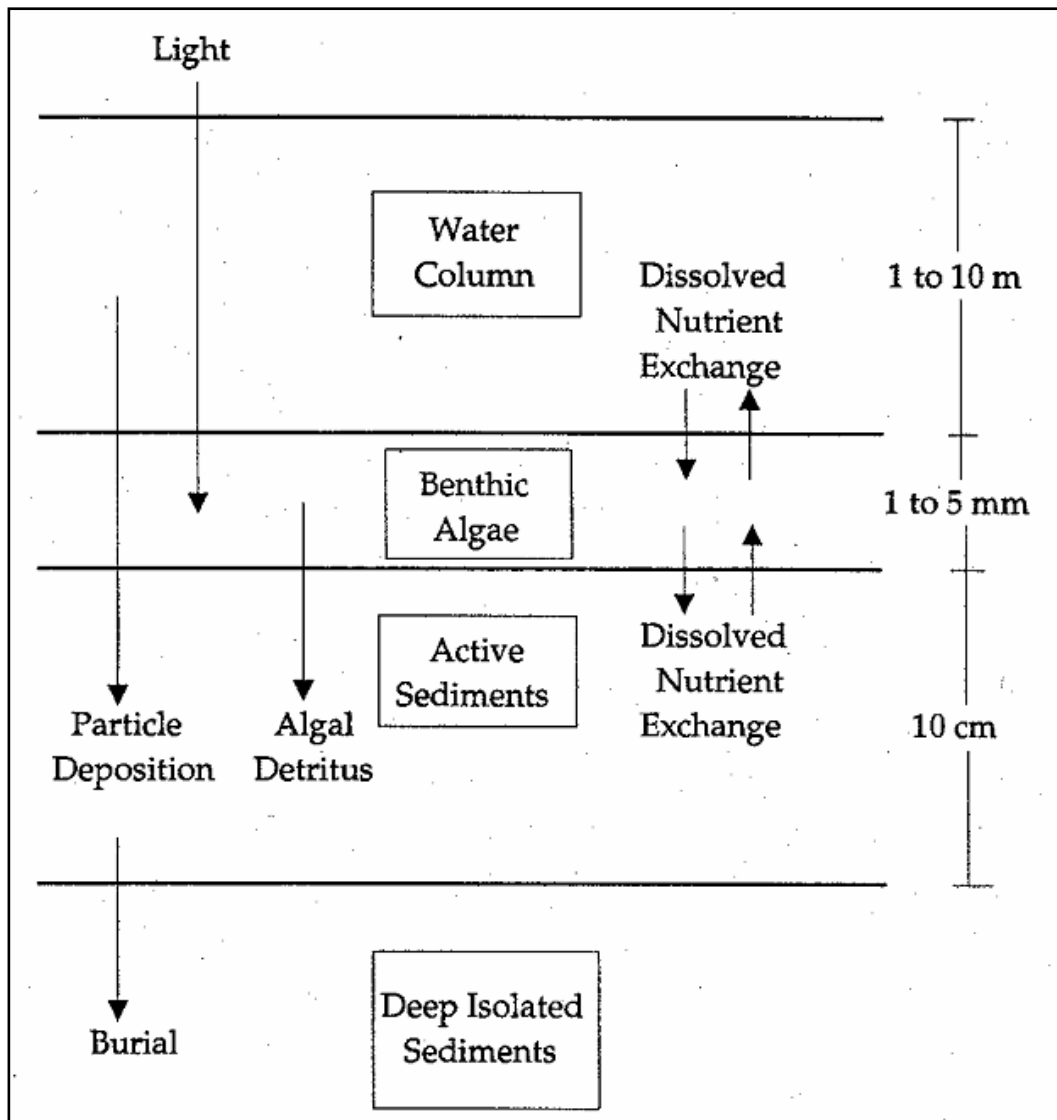 Light
Water
Column
Dissolved
Nutrient
Exchange
1 to 10 m
Benthic
Algae
1 to 5 mm
Active
Sediments
Dissolved
Nutrient
Exchange
10 cm
Particle
Deposition
Algal
Detritus
Burial
Deep Isolated
Sediments